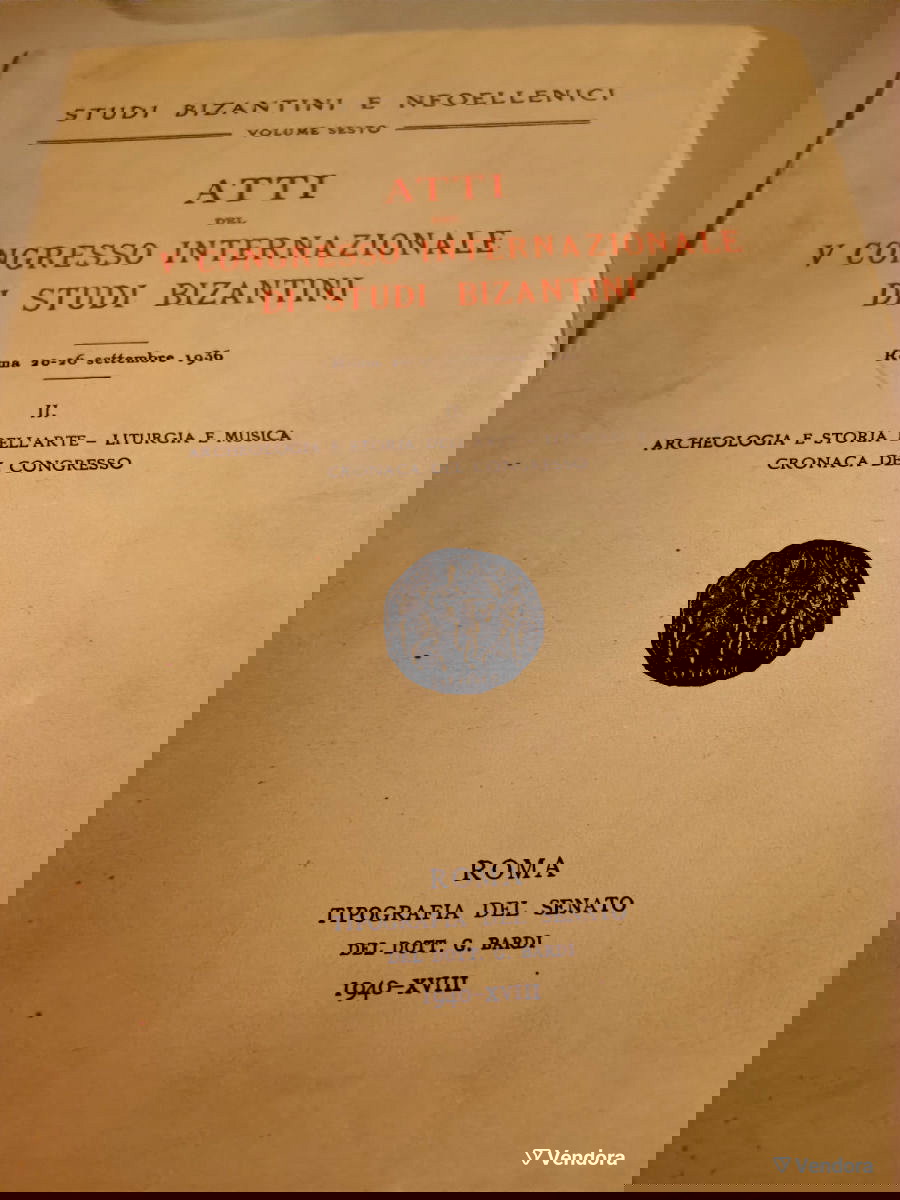 STUDI BIZANTINI E NEOELLENICI
VOLUME SESTO
ATTI
DEL
V CONGRESSO INTERNAZIONALE
DI STUDI BIZANTINI
Roma 20-26 settembre 1936
II.
ARCHEOLOGIA E STORIA DELL'ARTE – LITURGIA E MUSICA
CRONACA DEL CONGRESSO
ROMA
TIPOGRAFIA DEL SENATO
DEL DOTT. G. BARDI
1940-XVIII
Vendora